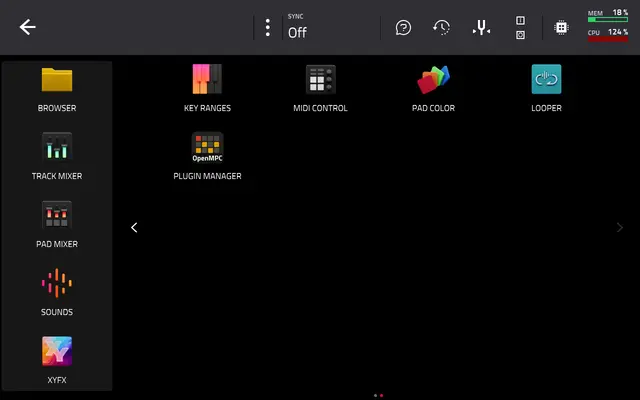 SYNC
Off
MEM 18 %
CPU 124 %
BROWSER
KEY RANGES
MIDI CONTROL
PAD COLOR
LOOPER
TRACK MIXER
OpenMPC
PLUGIN MANAGER
PAD MIXER
SOUNDS
XY
XYFX